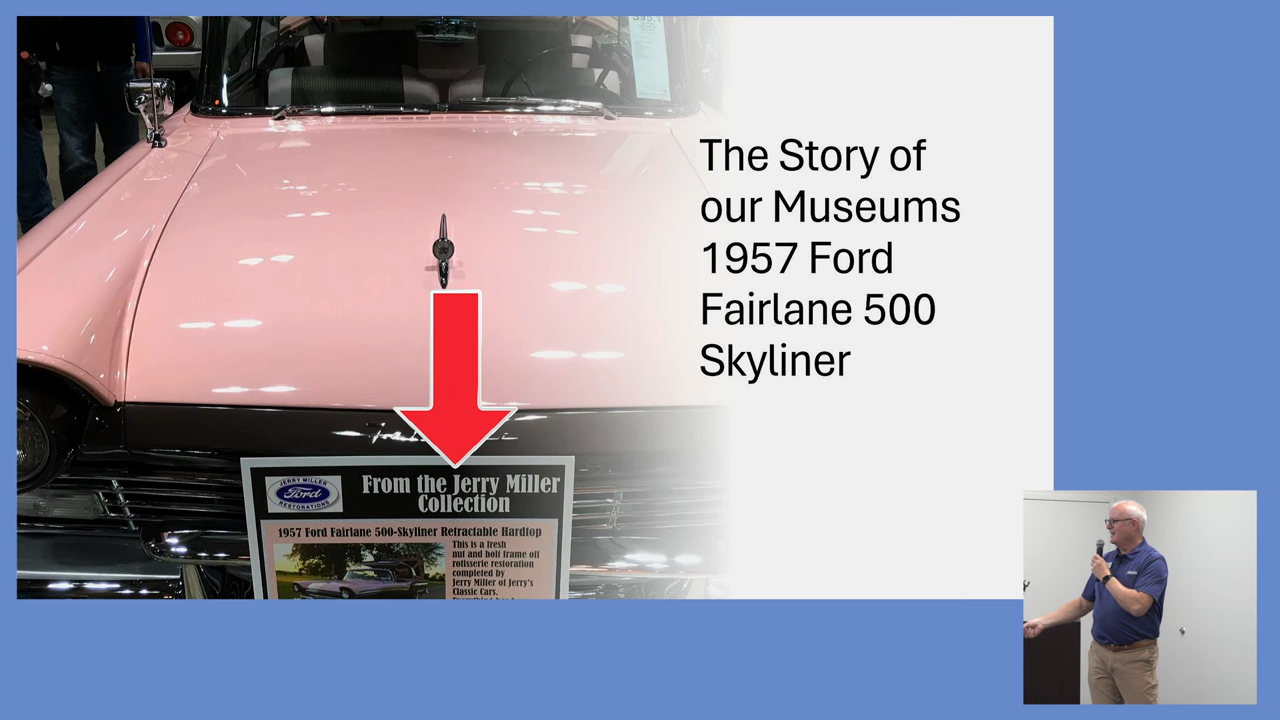 The Story of
our Museums
1957 Ford
Fairlane 500
Skyliner
JERRY MILLER
Ford
RESTORATIONS
From the Jerry Miller
Collection
1957 Ford Fairlane 500-Skyliner Retractable Hardtop
This is a fresh
nut and bolt frame off
rotisserie restoration
completed by
Jerry Miller of Jerry's
Classic Cars.